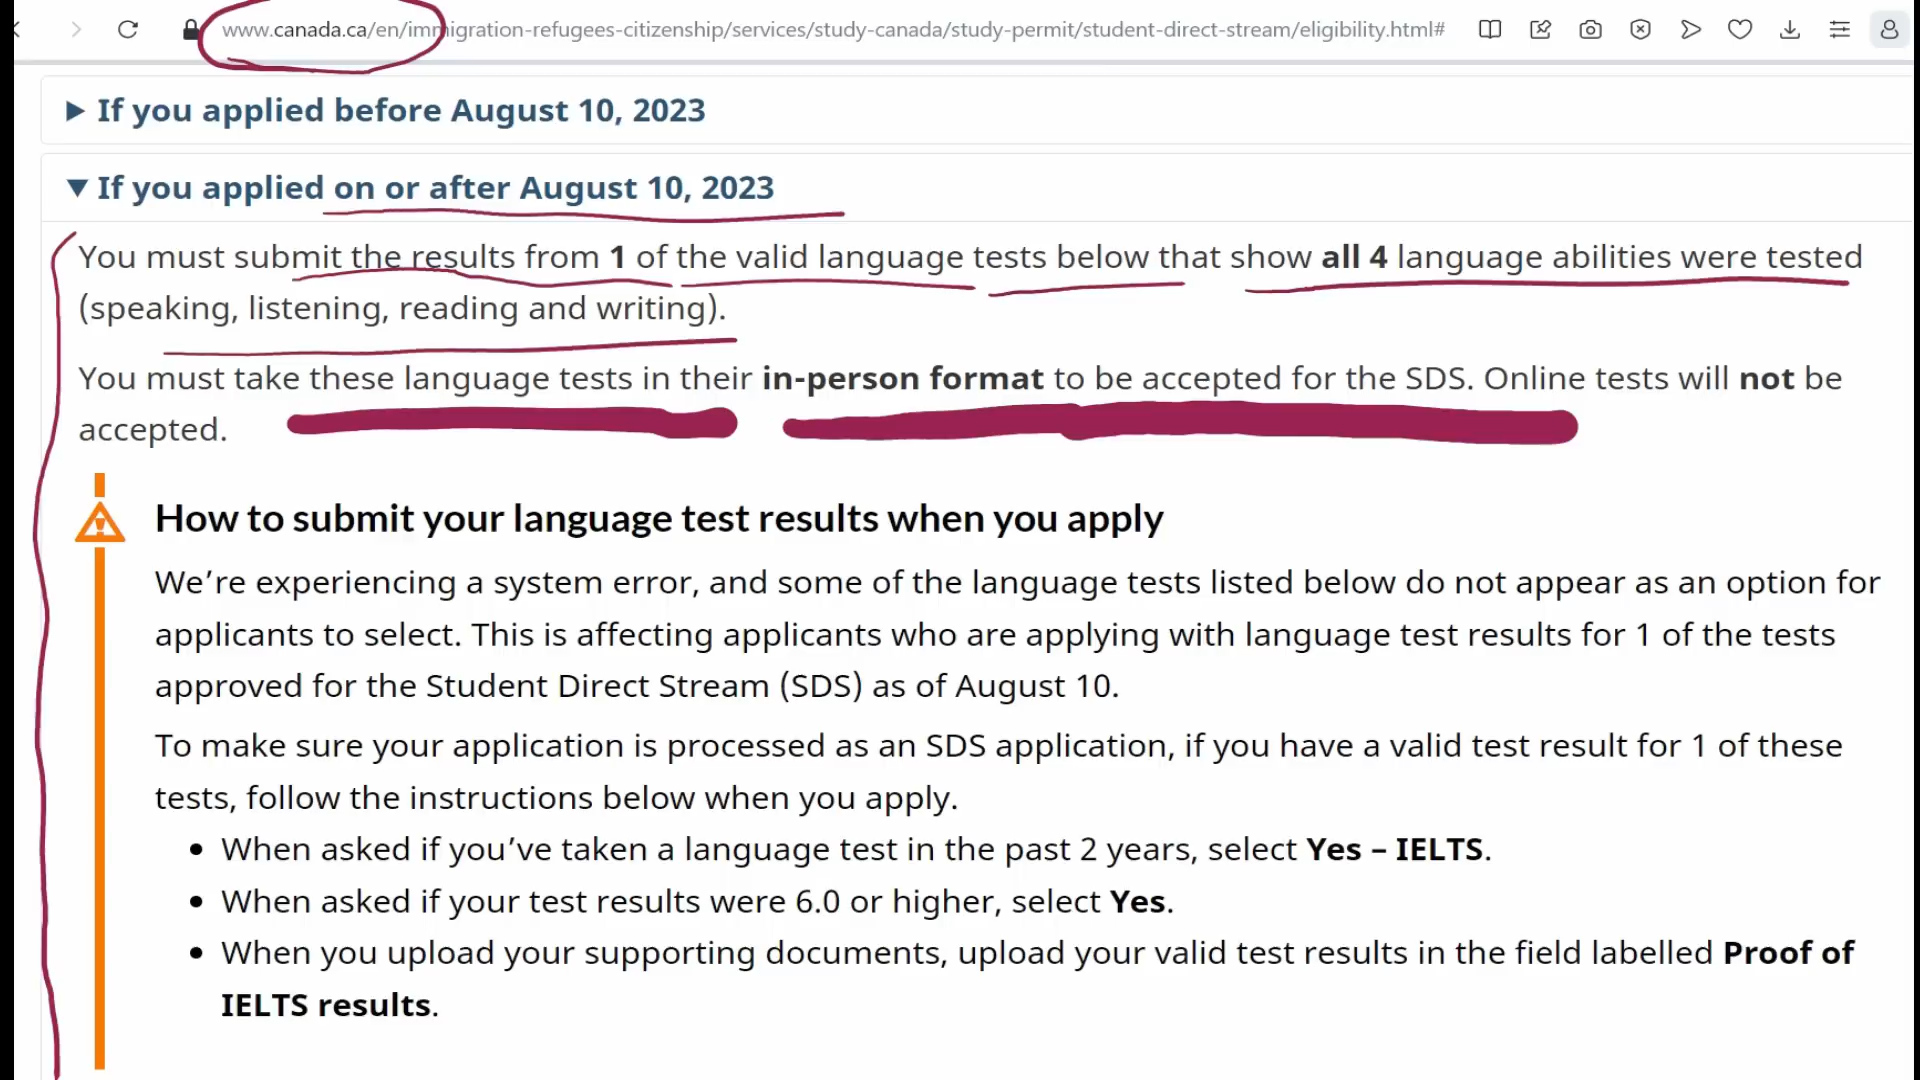 www.canada.ca/en/immigration-refugees-citizenship/services/study-canada/study-permit/student-direct-stream/eligibility.html#
▶ If you applied before August 10, 2023
▼ If you applied on or after August 10, 2023
You must submit the results from 1 of the valid language tests below that show all 4 language abilities were tested
(speaking, listening, reading and writing).
You must take these language tests in their in-person format to be accepted for the SDS. Online tests will not be
accepted.
How to submit your language test results when you apply
We’re experiencing a system error, and some of the language tests listed below do not appear as an option for
applicants to select. This is affecting applicants who are applying with language test results for 1 of the tests
approved for the Student Direct Stream (SDS) as of August 10.
To make sure your application is processed as an SDS application, if you have a valid test result for 1 of these
tests, follow the instructions below when you apply.
• When asked if you’ve taken a language test in the past 2 years, select Yes – IELTS.
• When asked if your test results were 6.0 or higher, select Yes.
• When you upload your supporting documents, upload your valid test results in the field labelled Proof of
IELTS results.